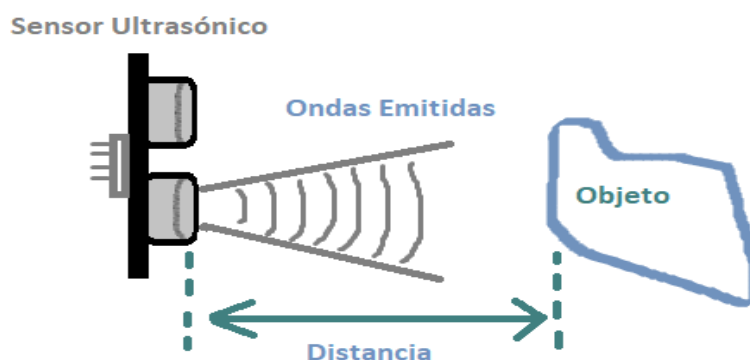 Sensor Ultrasónico
Ondas Emitidas
Objeto
Distancia